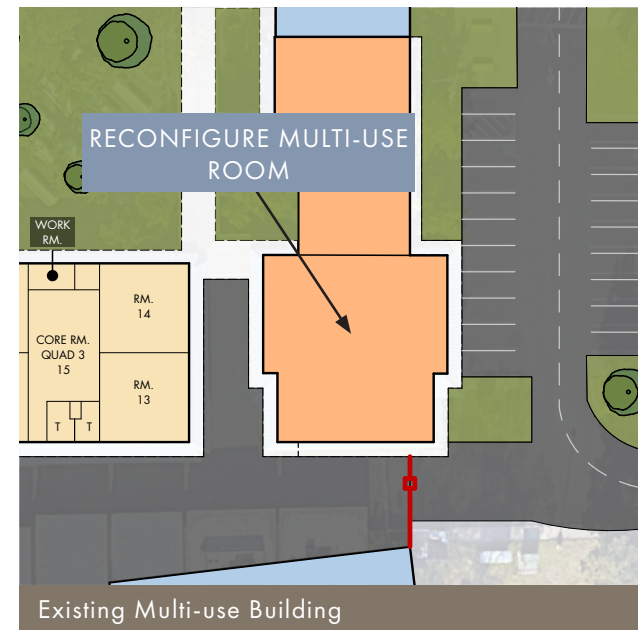 RECONFIGURE MULTI-USE
ROOM
WORK
RM.
RM.
14
CORE RM.
QUAD 3
15
RM.
13
T
T
Existing Multi-use Building